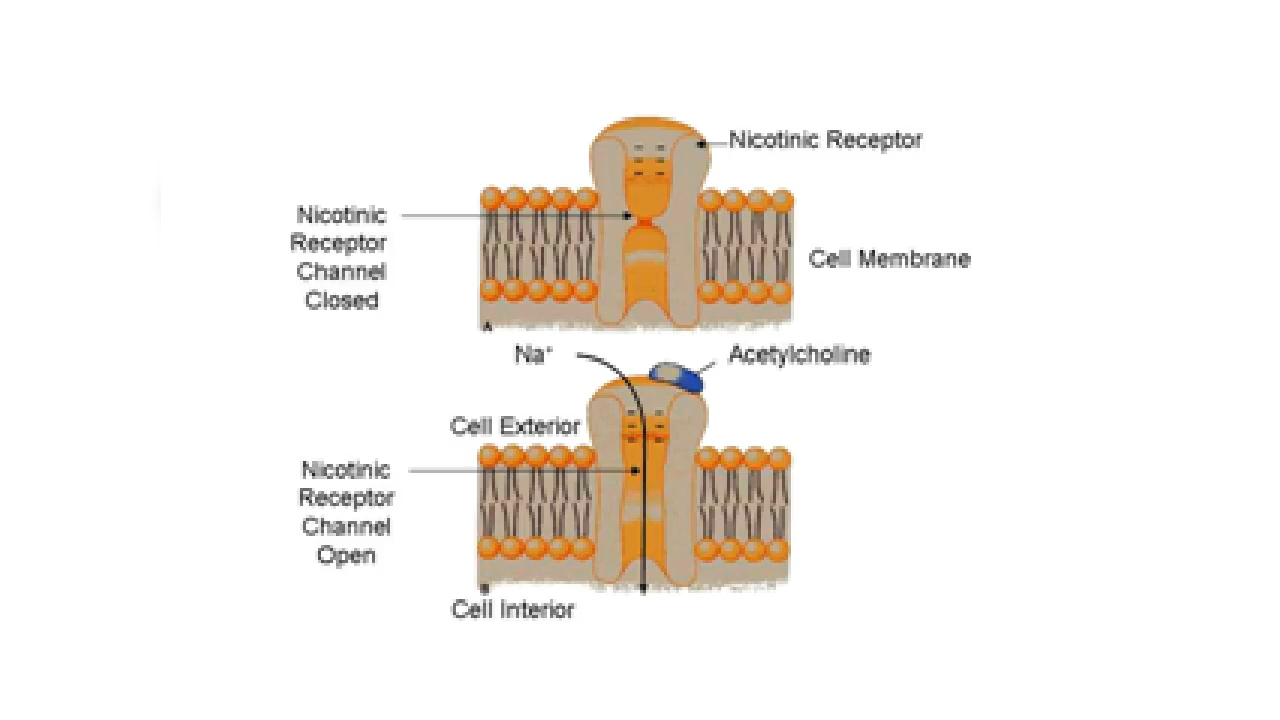 Nicotinic Receptor
Nicotinic
Receptor
Channel
Closed
Cell Membrane
A
Na⁺
Acetylcholine
Cell Exterior
Nicotinic
Receptor
Channel
Open
B
Cell Interior